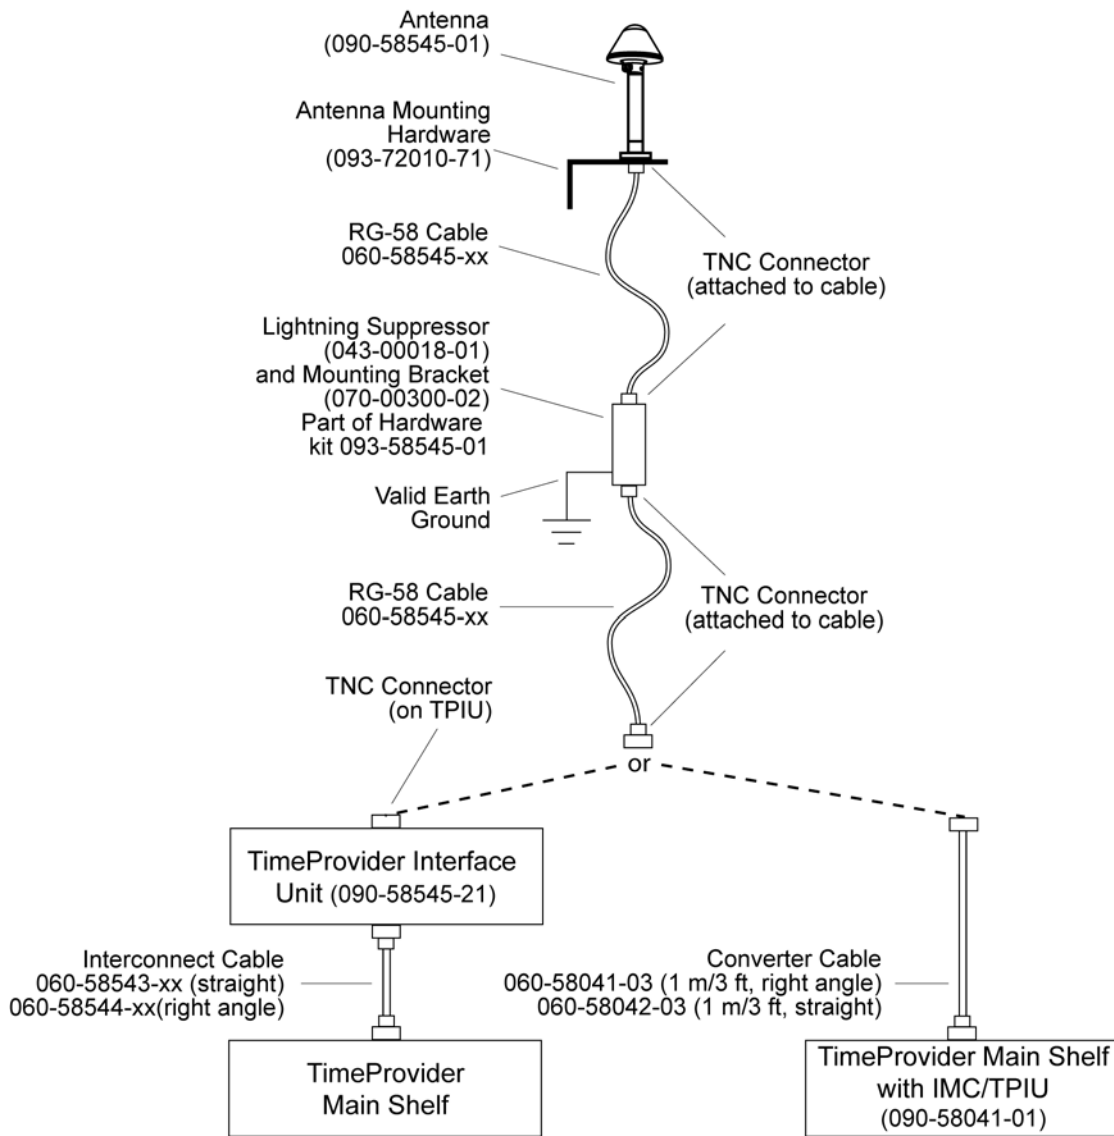 Antenna
(090-58545-01)
Antenna Mounting
Hardware
(093-72010-71)
RG-58 Cable
060-58545-xx
TNC Connector
(attached to cable)
Lightning Suppressor
(043-00018-01)
and Mounting Bracket
(070-00300-02)
Part of Hardware
kit 093-58545-01
Valid Earth
Ground
RG-58 Cable
060-58545-xx
TNC Connector
(attached to cable)
TNC Connector
(on TPIU)
or
TimeProvider Interface
Unit (090-58545-21)
Interconnect Cable
060-58543-xx (straight)
060-58544-xx(right angle)
Converter Cable
060-58041-03 (1 m/3 ft, right angle)
060-58042-03 (1 m/3 ft, straight)
TimeProvider
Main Shelf
TimeProvider Main Shelf
with IMC/TPIU
(090-58041-01)